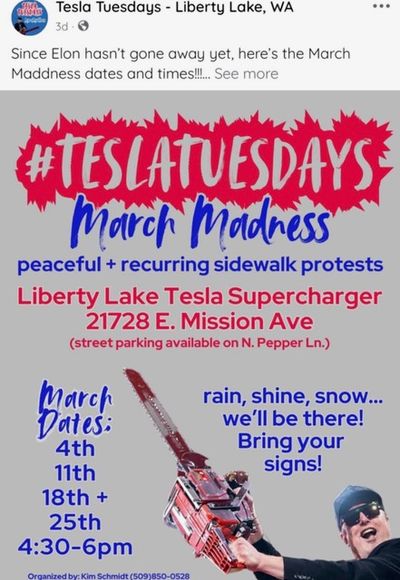 Tesla Tuesdays - Liberty Lake, WA
3d ·
Since Elon hasn't gone away yet, here's the March
Maddness dates and times!!!... See more
#TESLATUESDAYS
March Madness
peaceful + recurring sidewalk protests
Liberty Lake Tesla Supercharger
21728 E. Mission Ave
(street parking available on N. Pepper Ln.)
March
Dates:
4th
11th
18th +
25th
4:30-6pm
rain, shine, snow...
we'll be there!
Bring your
signs!
Organized by: Kim Schmidt (509)850-0528